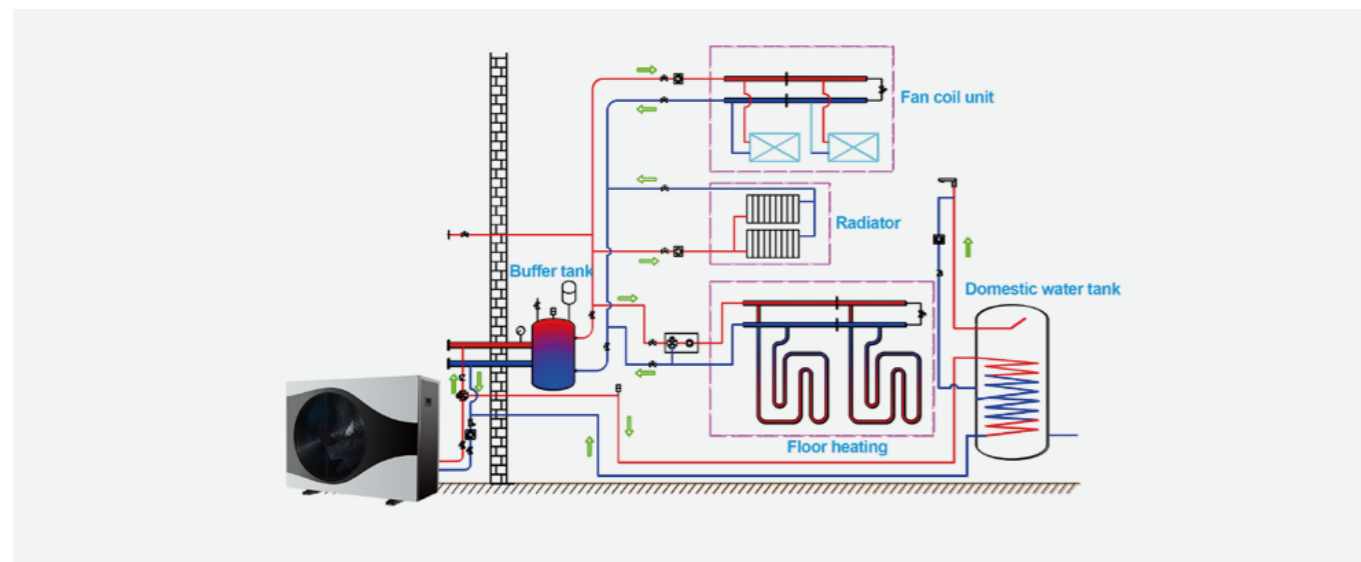 Fan coil unit
Radiator
Buffer tank
Domestic water tank
Floor heating